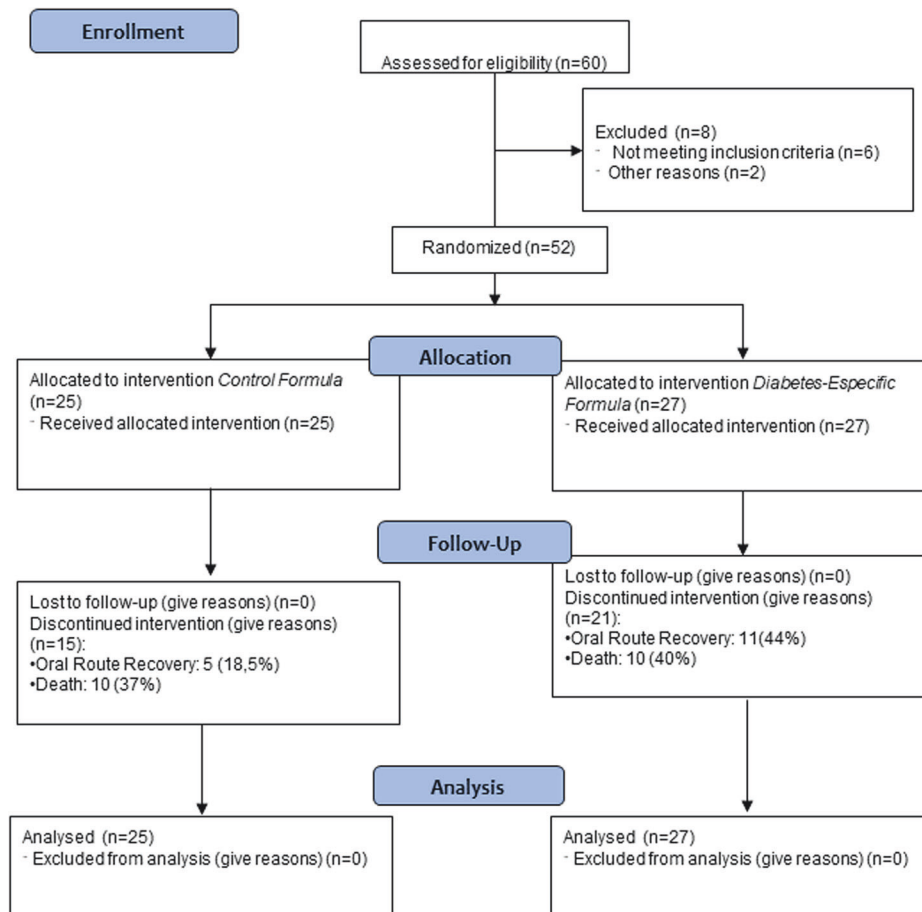 Enrollment
Assessed for eligibility (n=60)
Excluded (n=8)
- Not meeting inclusion criteria (n=6)
- Other reasons (n=2)
Randomized (n=52)
Allocation
Allocated to intervention Control Formula
(n=25)
- Received allocated intervention (n=25)
Allocated to intervention Diabetes-Especific
Formula (n=27)
- Received allocated intervention (n=27)
Follow-Up
Lost to follow-up (give reasons) (n=0)
Discontinued intervention (give reasons)
(n=15):
•Oral Route Recovery: 5 (18,5%)
•Death: 10 (37%)
Lost to follow-up (give reasons) (n=0)
Discontinued intervention (give reasons)
(n=21):
•Oral Route Recovery: 11(44%)
•Death: 10 (40%)
Analysis
Analysed (n=25)
- Excluded from analysis (give reasons) (n=0)
Analysed (n=27)
- Excluded from analysis (give reasons) (n=0)